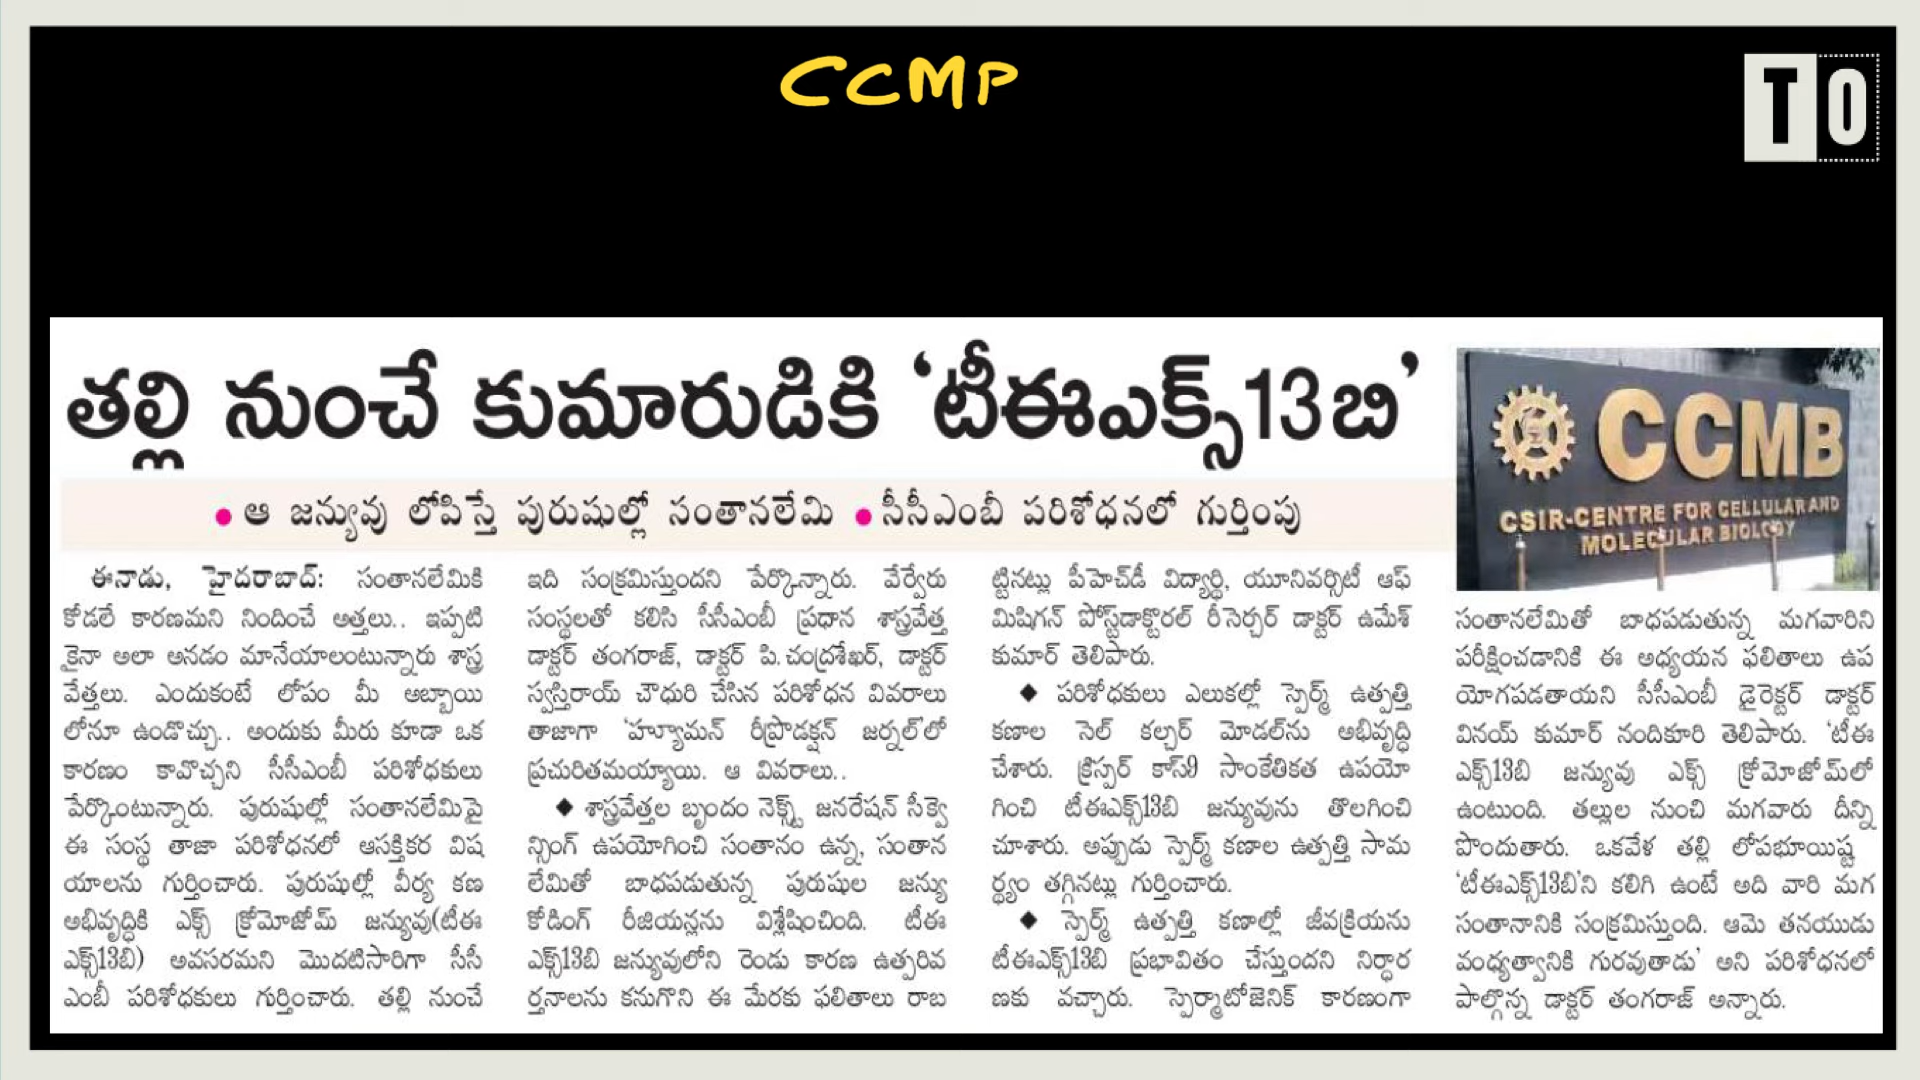 CCMP
TO
తల్లి నుంచే కుమారుడికి ‘టీఈఎక్స్13బి’
• ఆ జన్యువు లోపిస్తే పురుషుల్లో సంతానలేమి • సీసీఎంబీ పరిశోధనలో గుర్తింపు
ఈనాడు, హైదరాబాద్: సంతానలేమికి
కోడలే కారణమని నిందించే అత్తలు.. ఇప్పటి
కైనా అలా అనడం మానేయాలంటున్నారు శాస్త్ర
వేత్తలు. ఎందుకంటే లోపం మీ అబ్బాయి
లోనూ ఉండొచ్చు.. అందుకు మీరు కూడా ఒక
కారణం కావొచ్చని సీసీఎంబీ పరిశోధకులు
పేర్కొంటున్నారు. పురుషుల్లో సంతానలేమిపై
ఈ సంస్థ తాజా పరిశోధనలో ఆసక్తికర విష
యాలను గుర్తించారు. పురుషుల్లో వీర్య కణ
అభివృద్ధికి ఎక్స్ క్రోమోజోమ్ జన్యువు(టీఈ
ఎక్స్13బి) అవసరమని మొదటిసారిగా సీసీ
ఎంబీ పరిశోధకులు గుర్తించారు. తల్లి నుంచే
ఇది సంక్రమిస్తుందని పేర్కొన్నారు. వేర్వేరు
సంస్థలతో కలిసి సీసీఎంబీ ప్రధాన శాస్త్రవేత్త
డాక్టర్ తంగరాజ్, డాక్టర్ పి.చంద్రశేఖర్, డాక్టర్
స్వస్తిరాయ్ చౌధురి చేసిన పరిశోధన వివరాలు
తాజాగా ‘హ్యూమన్ రీప్రొడక్షన్ జర్నల్’లో
ప్రచురితమయ్యాయి. ఆ వివరాలు..
◆ శాస్త్రవేత్తల బృందం నెక్స్ట్ జనరేషన్ సీక్వె
న్సింగ్ ఉపయోగించి సంతానం ఉన్న, సంతాన
లేమితో బాధపడుతున్న పురుషుల జన్యు
కోడింగ్ రీజియన్లను విశ్లేషించింది. టీఈ
ఎక్స్13బి జన్యువులోని రెండు కారణ ఉత్పరివ
ర్తనాలను కనుగొని ఈ మేరకు ఫలితాలు రాబ
ట్టినట్లు పీహెచ్‌డీ విద్యార్థి, యూనివర్సిటీ ఆఫ్
మిషిగన్ పోస్ట్‌డాక్టొరల్ రీసెర్చర్ డాక్టర్ ఉమేశ్
కుమార్ తెలిపారు.
◆ పరిశోధకులు ఎలుకల్లో స్పెర్మ్ ఉత్పత్తి
కణాల సెల్ కల్చర్ మోడల్‌ను అభివృద్ధి
చేశారు. క్రిస్పర్ కాస్9 సాంకేతికత ఉపయో
గించి టీఈఎక్స్13బి జన్యువును తొలగించి
చూశారు. అప్పుడు స్పెర్మ్ కణాల ఉత్పత్తి సామ
ర్థ్యం తగ్గినట్లు గుర్తించారు.
◆ స్పెర్మ్ ఉత్పత్తి కణాల్లో జీవక్రియను
టీఈఎక్స్13బి ప్రభావితం చేస్తుందని నిర్ధార
ణకు వచ్చారు. స్పెర్మాటోజెనిక్ కారణంగా
CCMB
CSIR-CENTRE FOR CELLULAR AND
MOLECULAR BIOLOGY
సంతానలేమితో బాధపడుతున్న మగవారిని
పరీక్షించడానికి ఈ అధ్యయన ఫలితాలు ఉప
యోగపడతాయని సీసీఎంబీ డైరెక్టర్ డాక్టర్
వినయ్ కుమార్ నందికూరి తెలిపారు. ‘టీఈ
ఎక్స్13బి జన్యువు ఎక్స్ క్రోమోజోమ్‌లో
ఉంటుంది. తల్లుల నుంచి మగవారు దీన్ని
పొందుతారు. ఒకవేళ తల్లి లోపభూయిష్ట
‘టీఈఎక్స్13బి’ని కలిగి ఉంటే అది వారి మగ
సంతానానికి సంక్రమిస్తుంది. ఆమె తనయుడు
వంధ్యత్వానికి గురవుతాడు’ అని పరిశోధనలో
పాల్గొన్న డాక్టర్ తంగరాజ్ అన్నారు.